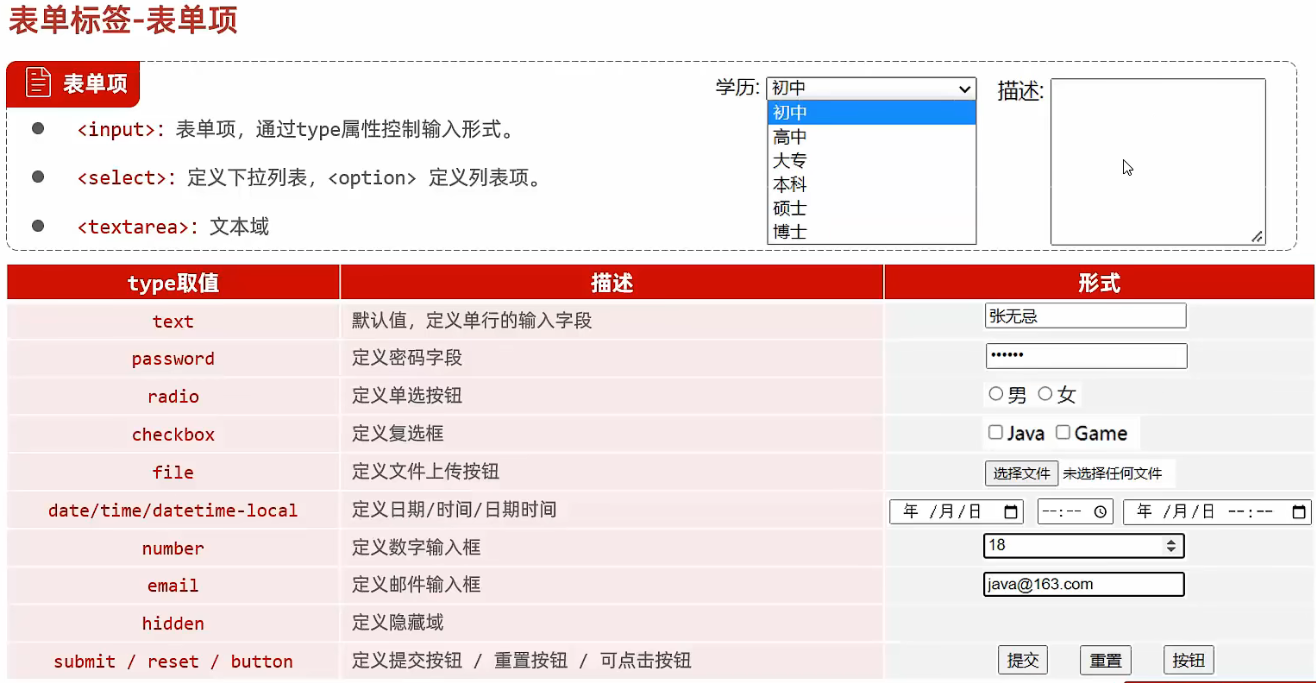 表单标签-表单项
表单项
<input>：表单项，通过type属性控制输入形式。
<select>：定义下拉列表，<option> 定义列表项。
<textarea>：文本域
学历: 初中
初中
高中
大专
本科
硕士
博士
描述:
type取值 描述 形式
text 默认值，定义单行的输入字段 张无忌
password 定义密码字段 ••••••
radio 定义单选按钮 男 女
checkbox 定义复选框 Java Game
file 定义文件上传按钮 选择文件 未选择任何文件
date/time/datetime-local 定义日期/时间/日期时间 年 /月/日 --:-- 年 /月/日 --:--
number 定义数字输入框 18
email 定义邮件输入框 java@163.com
hidden 定义隐藏域
submit / reset / button 定义提交按钮 / 重置按钮 / 可点击按钮 提交 重置 按钮